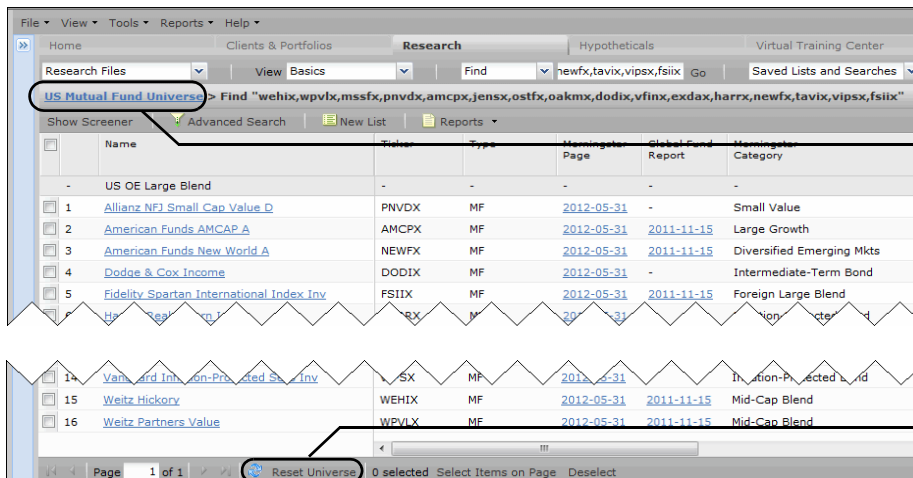 File View Tools Reports Help
Home Clients & Portfolios Research Hypotheticals Virtual Training Center
Research Files View Basics Find newfx,tavix,vipsx,fsiix Go Saved Lists and Searches
US Mutual Fund Universe > Find "wehix,wpvlx,mssfx,pnvdx,amcpx,jensx,ostfx,oakmx,dodix,vfinx,exdax,harrx,newfx,tavix,vipsx,fsiix"
Show Screener Advanced Search New List Reports
Name Ticker Type Morningstar Page Global Fund Report Morningstar Category
- US OE Large Blend - - - - -
1 Allianz NFJ Small Cap Value D PNVDX MF 2012-05-31 - Small Value
2 American Funds AMCAP A AMCPX MF 2012-05-31 2011-11-15 Large Growth
3 American Funds New World A NEWFX MF 2012-05-31 2011-11-15 Diversified Emerging Mkts
4 Dodge & Cox Income DODIX MF 2012-05-31 - Intermediate-Term Bond
5 Fidelity Spartan International Index Inv FSIIX MF 2012-05-31 2011-11-15 Foreign Large Blend
14 Inv MF
15 Weitz Hickory WEHIX MF 2012-05-31 2011-11-15 Mid-Cap Blend
16 Weitz Partners Value WPVLX MF 2012-05-31 2011-11-15 Mid-Cap Blend
Page 1 of 1 Reset Universe 0 selected Select Items on Page Deselect